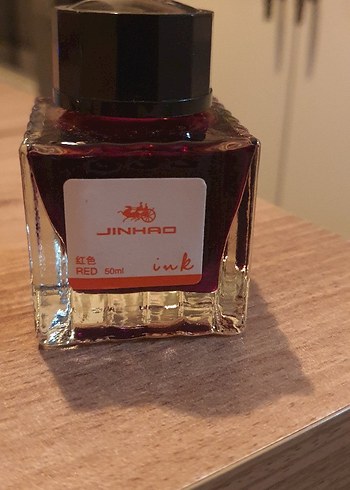 JINHAO
紅色
RED 50ml
ink